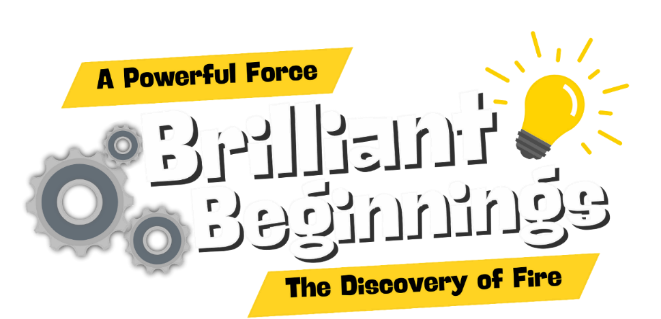 A Powerful Force
Brilliant
Beginnings
The Discovery of Fire